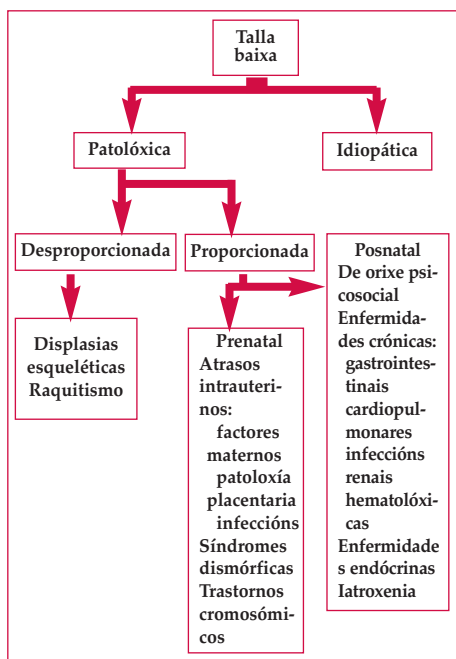 Talla
baixa
Patolóxica
Idiopática
Desproporcionada
Proporcionada
Displasias
esqueléticas
Raquitismo
Prenatal
Atrasos
intrauteri-
nos:
factores
maternos
patoloxía
placentaria
infeccións
Síndromes
dismórficas
Trastornos
cromosómi-
cos
Posnatal
De orixe psi-
cosocial
Enfermida-
des crónicas:
gastrointes-
tinais
cardiopul-
monares
infeccións
renais
hematolóxi-
cas
Enfermidade
s endócrinas
Iatroxenia